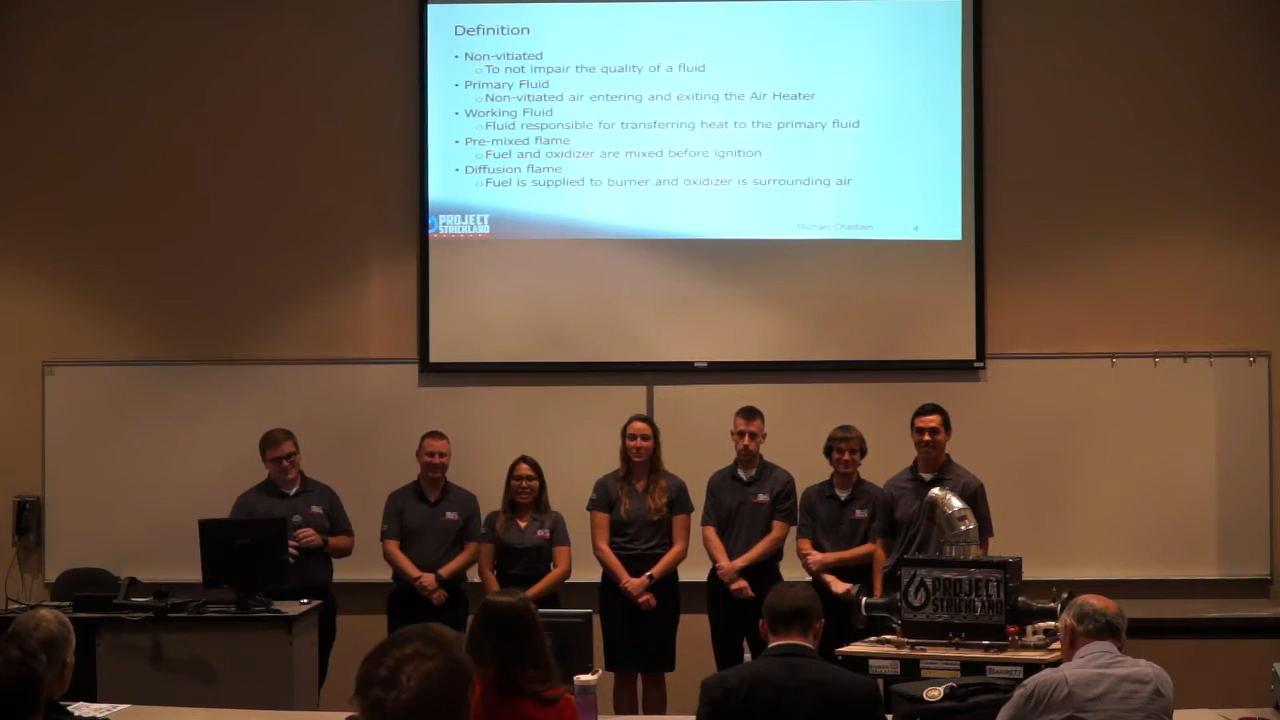 Definition
• Non-vitiated
o To not impair the quality of a fluid
• Primary Fluid
o Non-vitiated air entering and exiting the Air Heater
• Working Fluid
o Fluid responsible for transferring heat to the primary fluid
• Pre-mixed flame
o Fuel and oxidizer are mixed before ignition
• Diffusion flame
o Fuel is supplied to burner and oxidizer is surrounding air
PROJECT
STRICKLAND
Michael Chastain 4
PROJECT
STRICKLAND
BARRETT